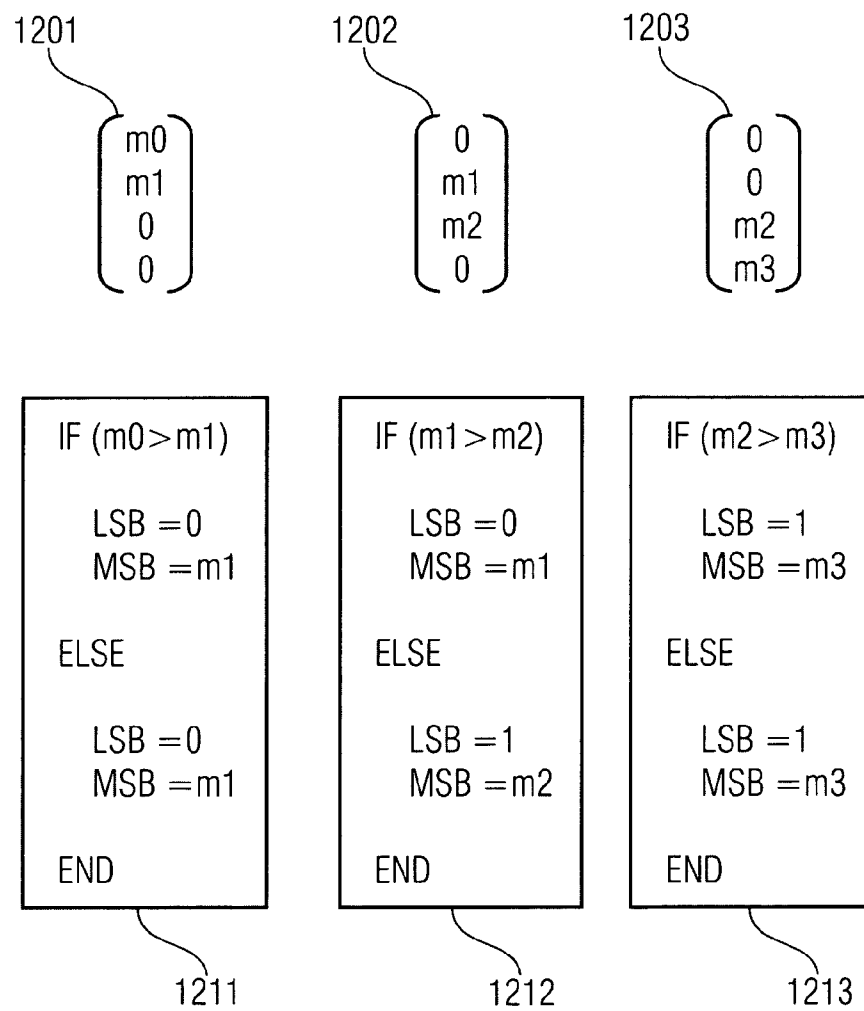 1201
1202
1203
m0
m1
0
0
0
m1
m2
0
0
0
m2
m3
IF (m0>m1)
LSB =0
MSB =m1
ELSE
LSB =0
MSB =m1
END
IF (m1>m2)
LSB =0
MSB =m1
ELSE
LSB =1
MSB =m2
END
IF (m2>m3)
LSB =1
MSB =m3
ELSE
LSB =1
MSB =m3
END
1211
1212
1213